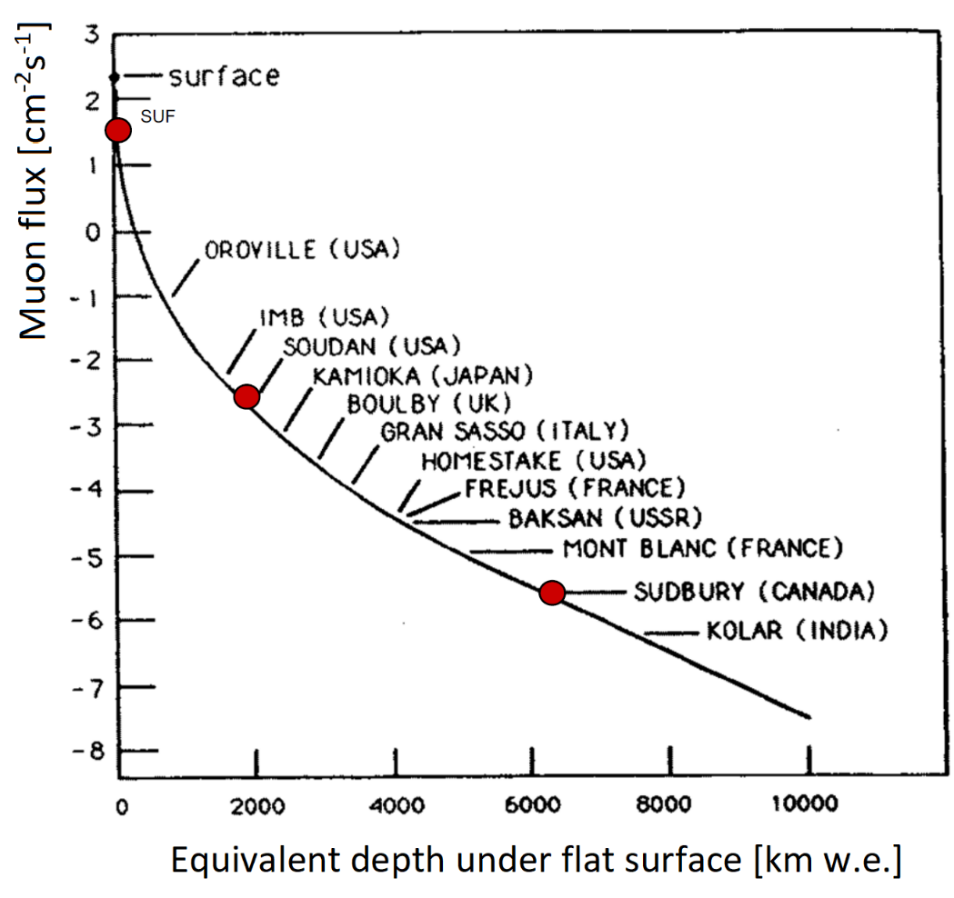 Muon flux [cm⁻²s⁻¹]
3
surface
2
SUF
1
0
OROVILLE (USA)
-1
IMB (USA)
SOUDAN (USA)
-2
KAMIOKA (JAPAN)
BOULBY (UK)
-3
GRAN SASSO (ITALY)
HOMESTAKE (USA)
-4
FREJUS (FRANCE)
BAKSAN (USSR)
MONT BLANC (FRANCE)
-5
SUDBURY (CANADA)
-6
KOLAR (INDIA)
-7
-8
0 2000 4000 6000 8000 10000
Equivalent depth under flat surface [km w.e.]